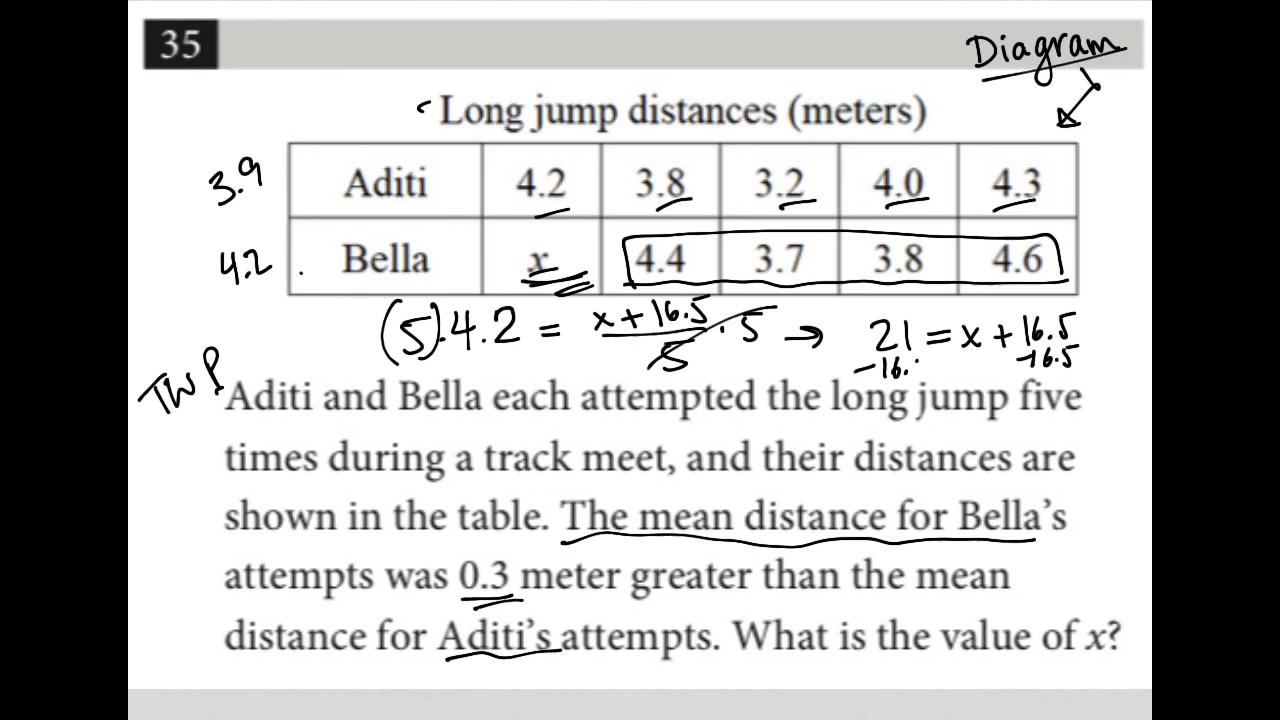 35
Diagram
Long jump distances (meters)
3.9 Aditi 4.2 3.8 3.2 4.0 4.3
4.2 Bella x 4.4 3.7 3.8 4.6
(5)·4.2 = x + 16.5 / 5 · 5 → 21 = x + 16.5
-16. -16.5
TWP
Aditi and Bella each attempted the long jump five
times during a track meet, and their distances are
shown in the table. The mean distance for Bella's
attempts was 0.3 meter greater than the mean
distance for Aditi's attempts. What is the value of x?